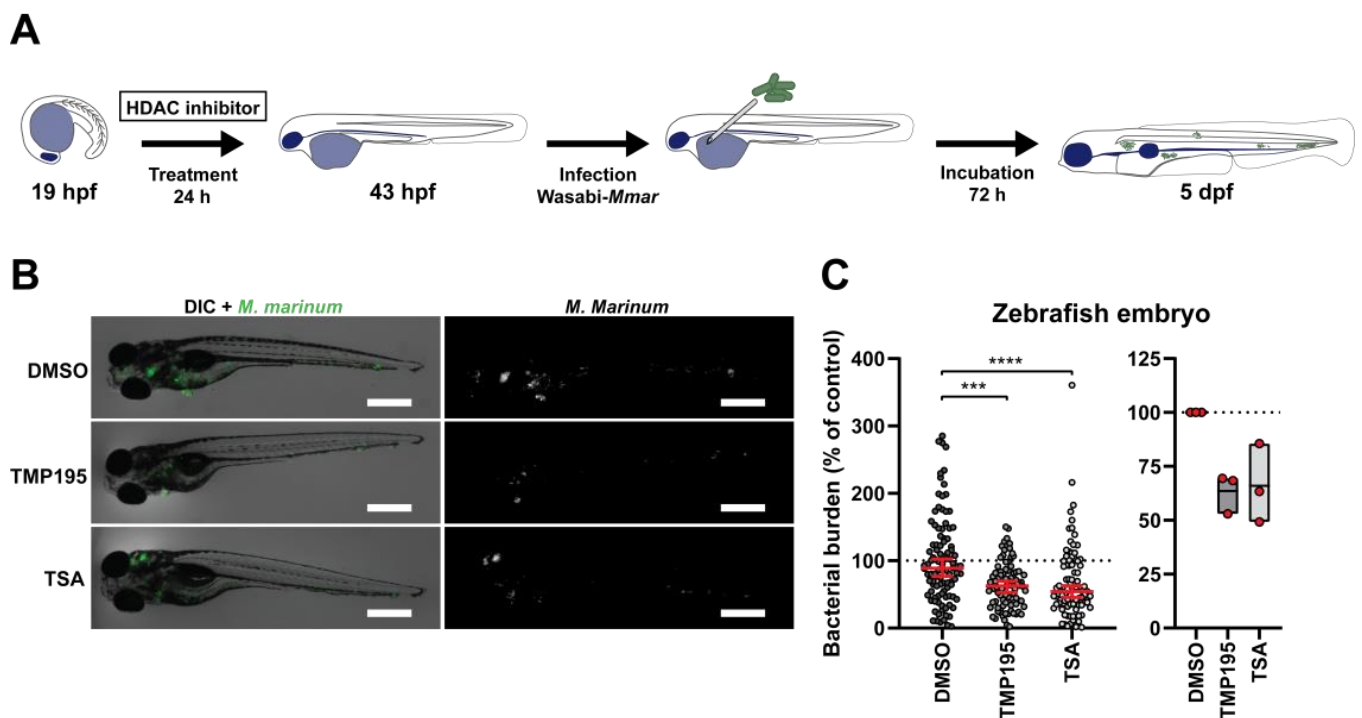 A
HDAC inhibitor
Treatment
24 h
Infection
Wasabi-Mmar
Incubation
72 h
19 hpf
43 hpf
5 dpf
B
DIC + M. marinum
M. Marinum
DMSO
TMP195
TSA
C
Zebrafish embryo
Bacterial burden (% of control)
400
300
200
100
0
****
***
DMSO
TMP195
TSA
125
100
75
50
25
0
DMSO
TMP195
TSA